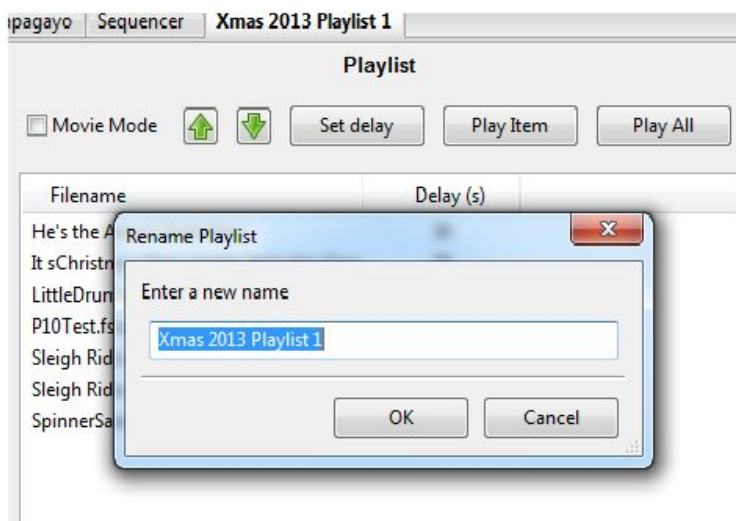 pagayo Sequencer Xmas 2013 Playlist 1
Playlist
Movie Mode Set delay Play Item Play All
Filename Delay (s)
He's the A
It sChristn
LittleDrun
P10Test.fs
Sleigh Rid
Sleigh Rid
SpinnerSa
Rename Playlist
Enter a new name
Xmas 2013 Playlist 1
OK Cancel